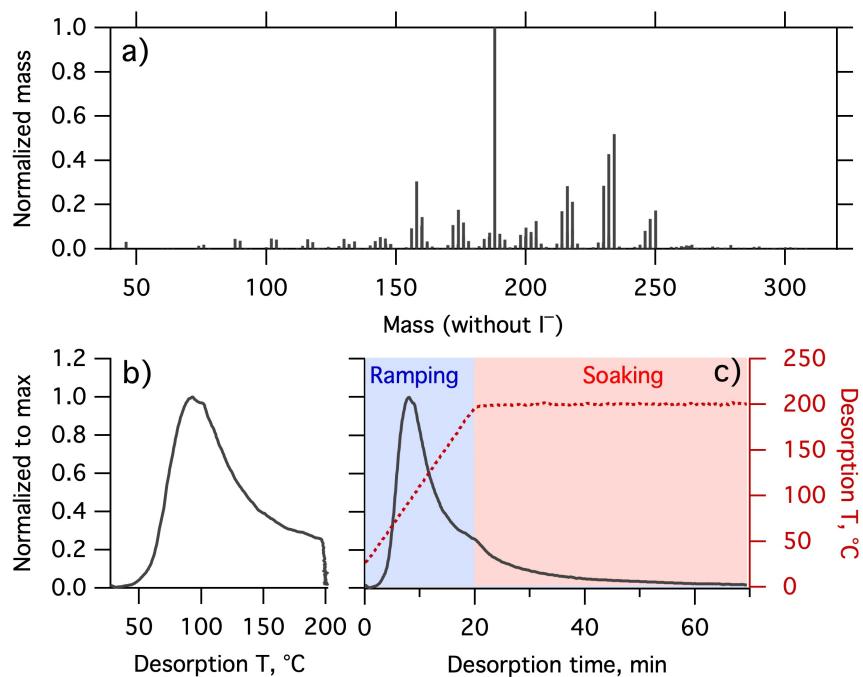 a)
Normalized mass
1.0
0.8
0.6
0.4
0.2
0.0
50 100 150 200 250 300
Mass (without I⁻)
b)
Normalized to max
1.2
1.0
0.8
0.6
0.4
0.2
0.0
50 100 150 200
Desorption T, °C
Ramping Soaking c)
250
200
150
100
50
0
Desorption T, °C
0 20 40 60
Desorption time, min